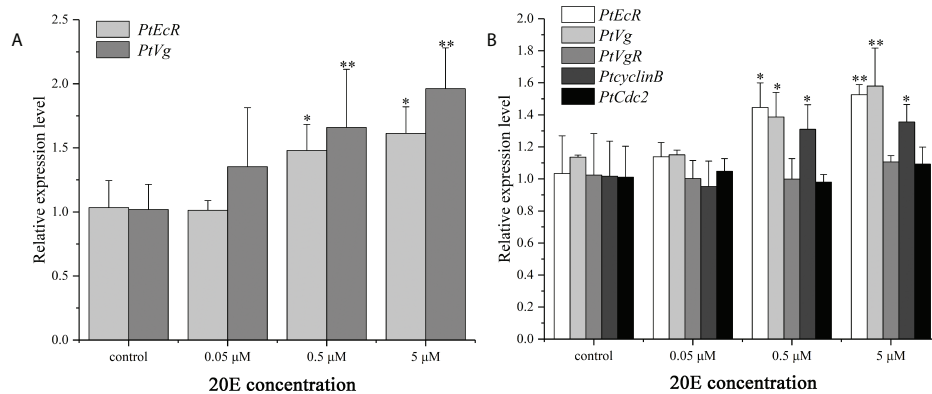 A
PtEcR
PtVg
Relative expression level
2.5
2.0
1.5
1.0
0.5
0.0
* ** * **
control 0.05 μM 0.5 μM 5 μM
20E concentration
B
PtEcR
PtVg
PtVgR
PtcyclinB
PtCdc2
Relative expression level
2.0
1.8
1.6
1.4
1.2
1.0
0.8
0.6
0.4
0.2
0.0
* * * ** ** *
control 0.05 μM 0.5 μM 5 μM
20E concentration